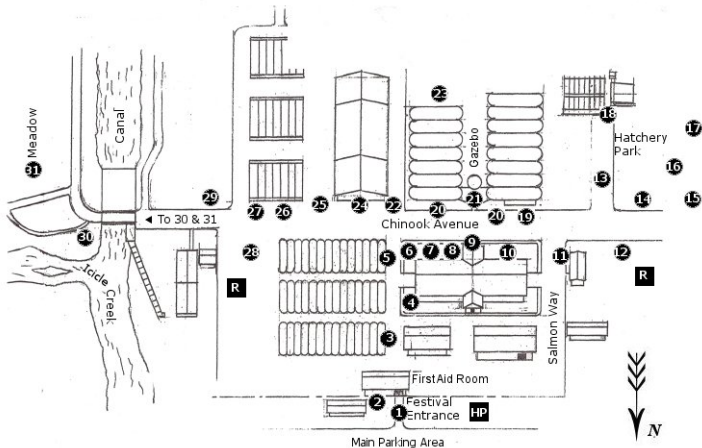 23
Gazebo
18
Hatchery
Park
17
16
Meadow
31
Canal
29
27
26
25
24
22
20
21
20
19
13
14
15
Chinook Avenue
◄ To 30 & 31
30
28
5
6
7
8
9
10
11
12
Icicle
Creek
R
R
4
Salmon Way
3
First Aid Room
2
Festival
Entrance
1
HP
N
Main Parking Area